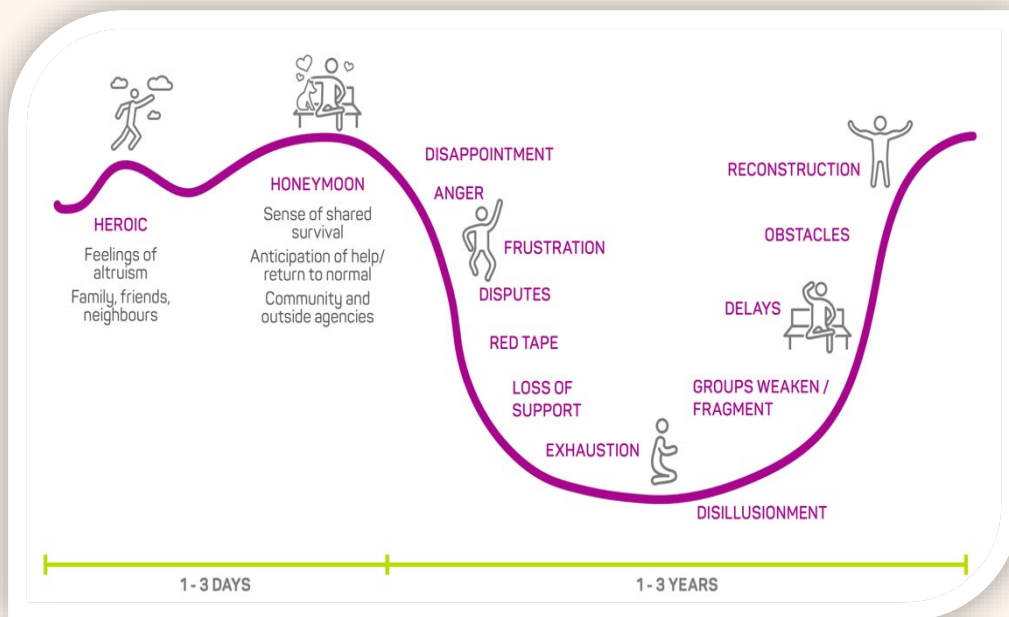 HEROIC
Feelings of
altruism
Family, friends,
neighbours
HONEYMOON
Sense of shared
survival
Anticipation of help/
return to normal
Community and
outside agencies
DISAPPOINTMENT
ANGER
FRUSTRATION
DISPUTES
RED TAPE
LOSS OF
SUPPORT
EXHAUSTION
DISILLUSIONMENT
GROUPS WEAKEN /
FRAGMENT
DELAYS
OBSTACLES
RECONSTRUCTION
1 - 3 DAYS
1 - 3 YEARS